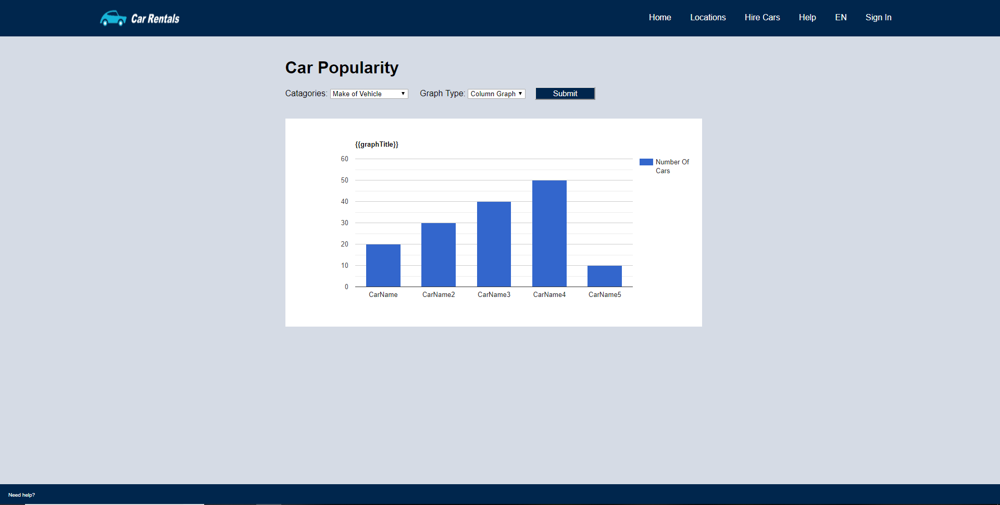 Car Rentals
Home Locations Hire Cars Help EN Sign In
Car Popularity
Catagories: Make of Vehicle Graph Type: Column Graph Submit
{{graphTitle}}
60
50
40
30
20
10
0
CarName CarName2 CarName3 CarName4 CarName5
Number Of
Cars
Need help?